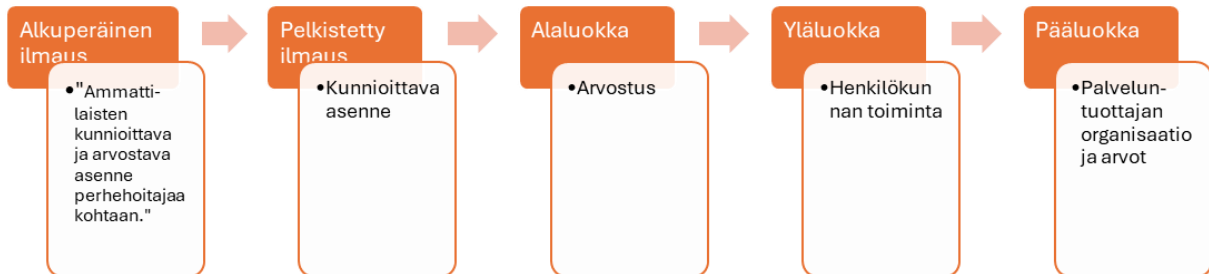 Alkuperäinen
ilmaus
•"Ammatti-
laisten
kunnioittava
ja arvostava
asenne
perhehoitajaa
kohtaan."
Pelkistetty
ilmaus
•Kunnioittava
asenne
Alaluokka
•Arvostus
Yläluokka
•Henkilökun
nan toiminta
Pääluokka
•Palvelun-
tuottajan
organisaatio
ja arvot